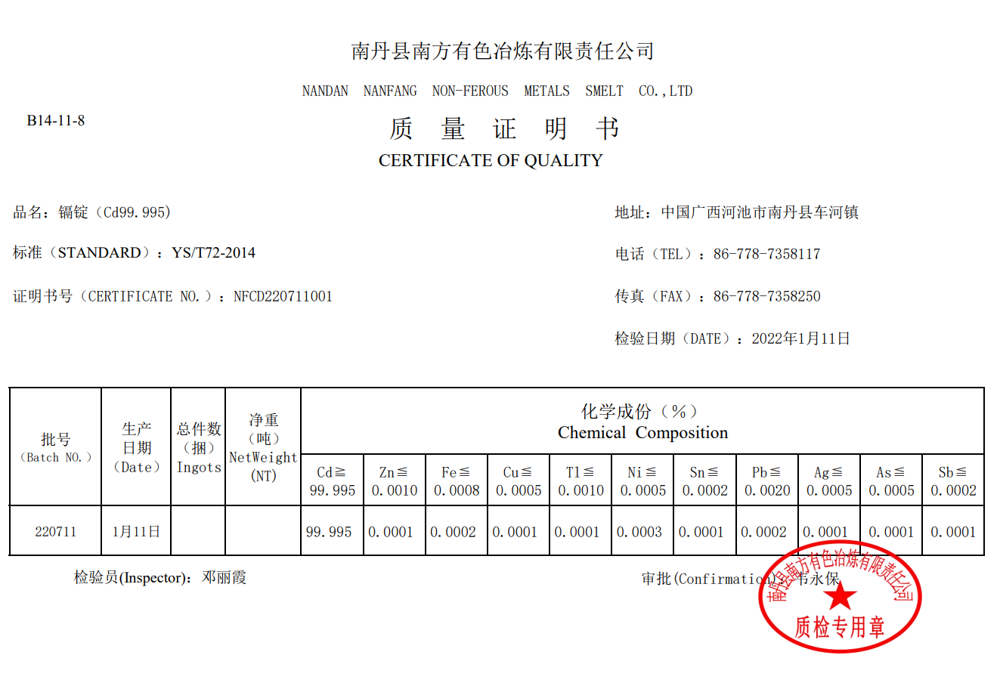 南丹县南方有色冶炼有限责任公司
NANDAN NANFANG NON-FEROUS METALS SMELT CO.,LTD
B14-11-8
质 量 证 明 书
CERTIFICATE OF QUALITY
品名：镉锭（Cd99.995)
地址：中国广西河池市南丹县车河镇
标准（STANDARD）：YS/T72-2014
电话（TEL）：86-778-7358117
证明书号（CERTIFICATE NO.）：NFCD220711001
传真（FAX）：86-778-7358250
检验日期（DATE）：2022年1月11日
批号
（Batch NO.）
生产
日期
（Date）
总件数
（捆）
Ingots
净重
（吨）
NetWeight
(NT)
化学成份（%）
Chemical Composition
Cd≧ Zn≦ Fe≦ Cu≦ Tl≦ Ni≦ Sn≦ Pb≦ Ag≦ As≦ Sb≦
99.995 0.0010 0.0008 0.0005 0.0010 0.0005 0.0002 0.0020 0.0005 0.0005 0.0002
220711 1月11日 99.995 0.0001 0.0002 0.0001 0.0001 0.0003 0.0001 0.0002 0.0001 0.0001 0.0001
检验员(Inspector)：邓丽霞
审批(Confirmation)：韦永保
南丹县南方有色冶炼有限责任公司
质检专用章